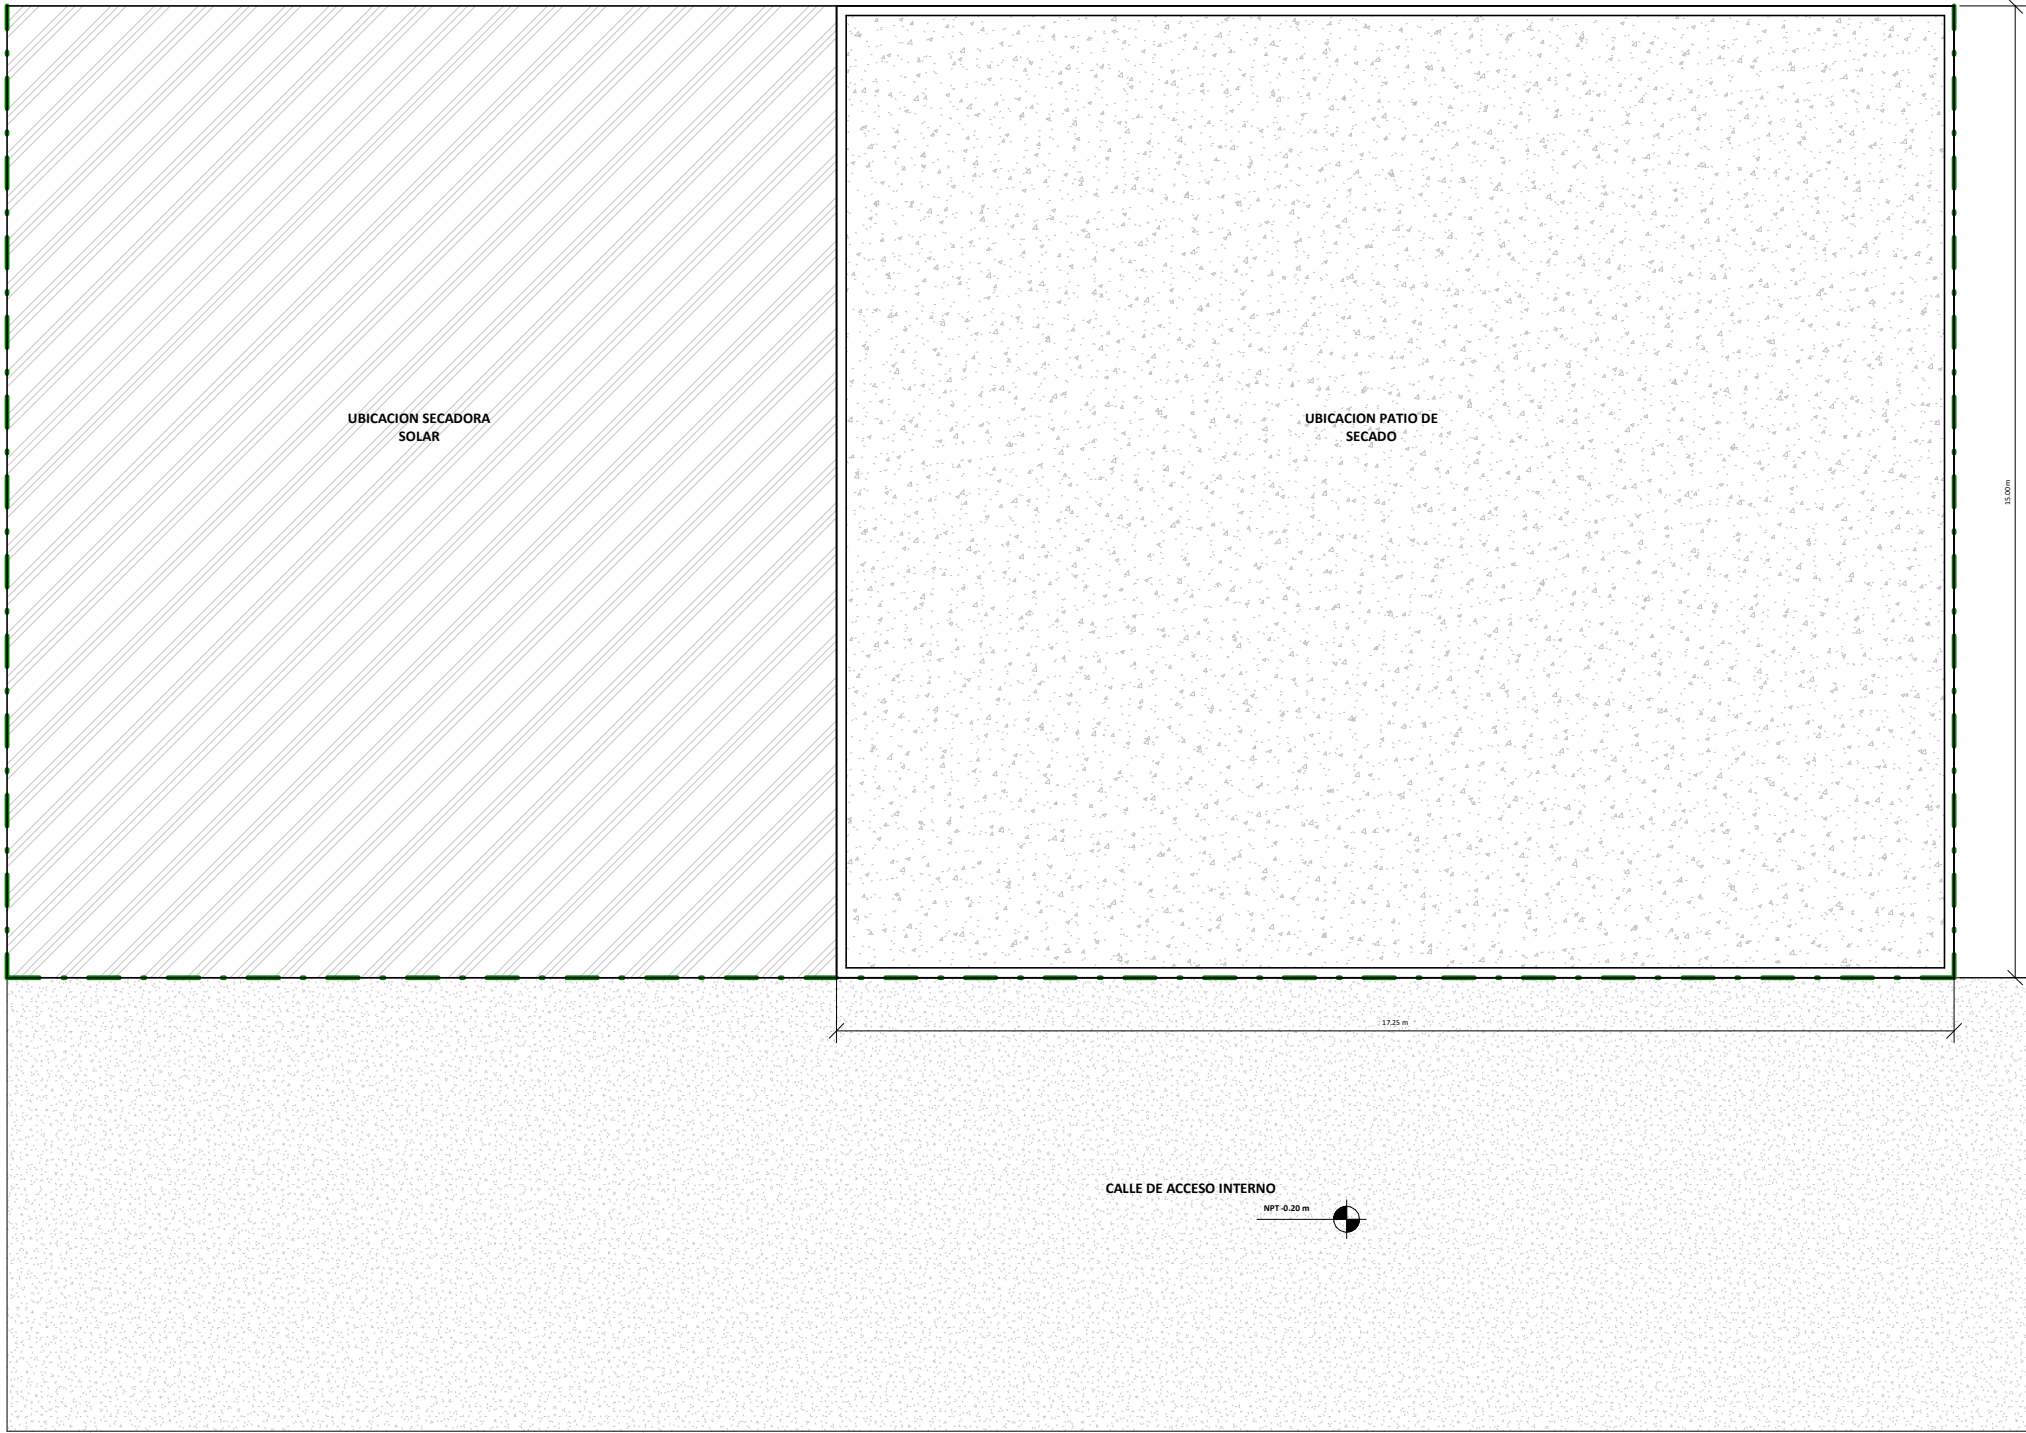 UBICACION SECADORA
SOLAR
UBICACION PATIO DE
SECADO
15.00 m
17.25 m
CALLE DE ACCESO INTERNO
NPT -0.20 m